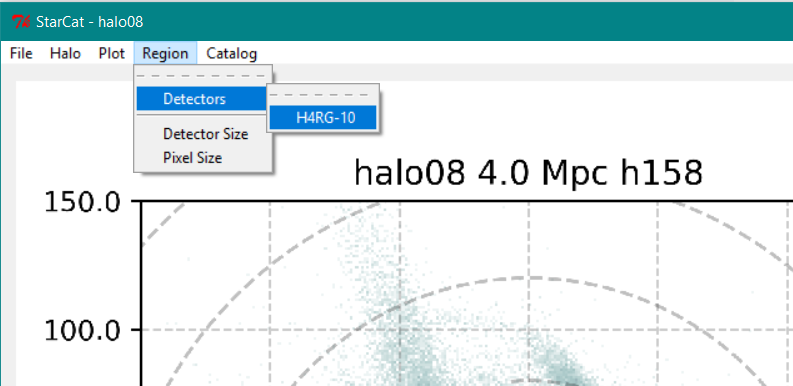 StarCat - halo08
File Halo Plot Region Catalog
Detectors
H4RG-10
Detector Size
Pixel Size
halo08 4.0 Mpc h158
150.0
100.0